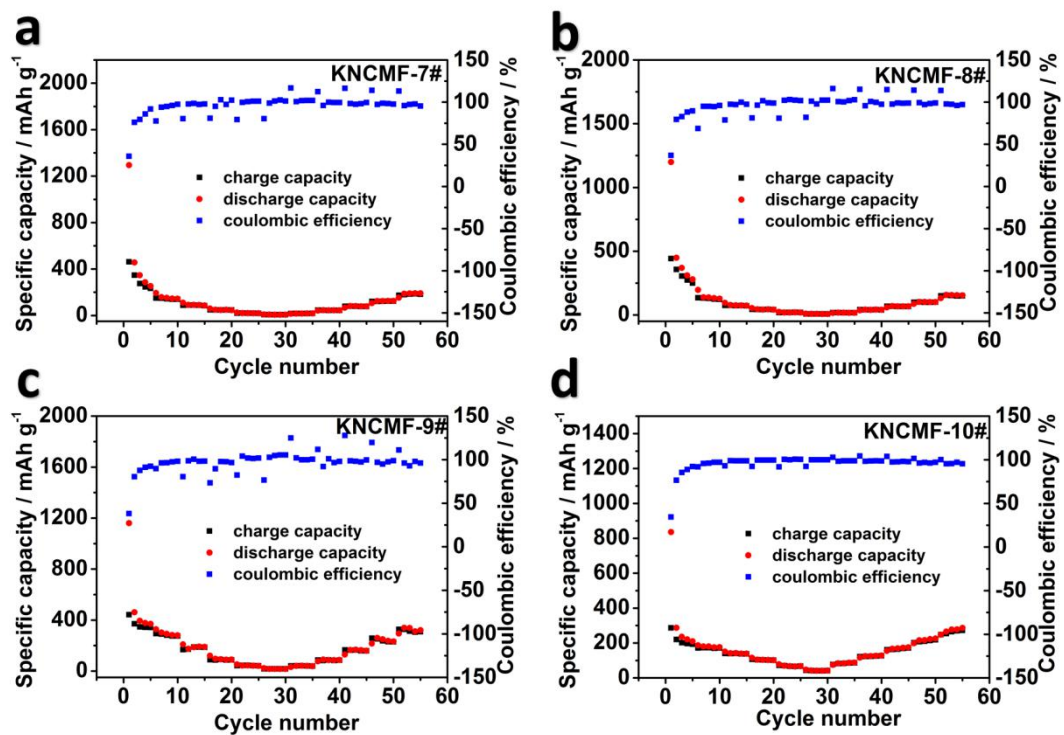 a
KNCMF-7#
2000
1600
1200
800
400
0
Specific capacity / mAh g⁻¹
150
100
50
0
-50
-100
-150
Coulombic efficiency / %
charge capacity
discharge capacity
coulombic efficiency
0 10 20 30 40 50 60
Cycle number
b
KNCMF-8#
2000
1500
1000
500
0
Specific capacity / mAh g⁻¹
150
100
50
0
-50
-100
-150
Coulombic efficiency / %
charge capacity
discharge capacity
coulombic efficiency
0 10 20 30 40 50 60
Cycle number
c
KNCMF-9#
2000
1600
1200
800
400
0
Specific capacity / mAh g⁻¹
150
100
50
0
-50
-100
-150
Coulombic efficiency / %
charge capacity
discharge capacity
coulombic efficiency
0 10 20 30 40 50 60
Cycle number
d
KNCMF-10#
1400
1200
1000
800
600
400
200
0
Specific capacity / mAh g⁻¹
150
100
50
0
-50
-100
-150
Coulombic efficiency / %
charge capacity
discharge capacity
coulombic efficiency
0 10 20 30 40 50 60
Cycle number